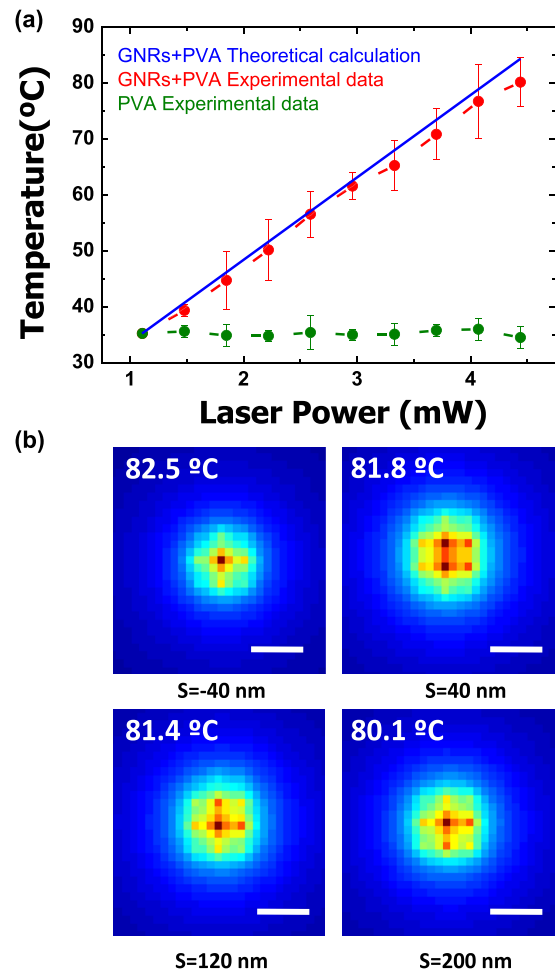 (a)
90
80
70
60
50
40
30
Temperature(ºC)
GNRs+PVA Theoretical calculation
GNRs+PVA Experimental data
PVA Experimental data
1
2
3
4
Laser Power (mW)
(b)
82.5 ºC
81.8 ºC
S=-40 nm
S=40 nm
81.4 ºC
80.1 ºC
S=120 nm
S=200 nm